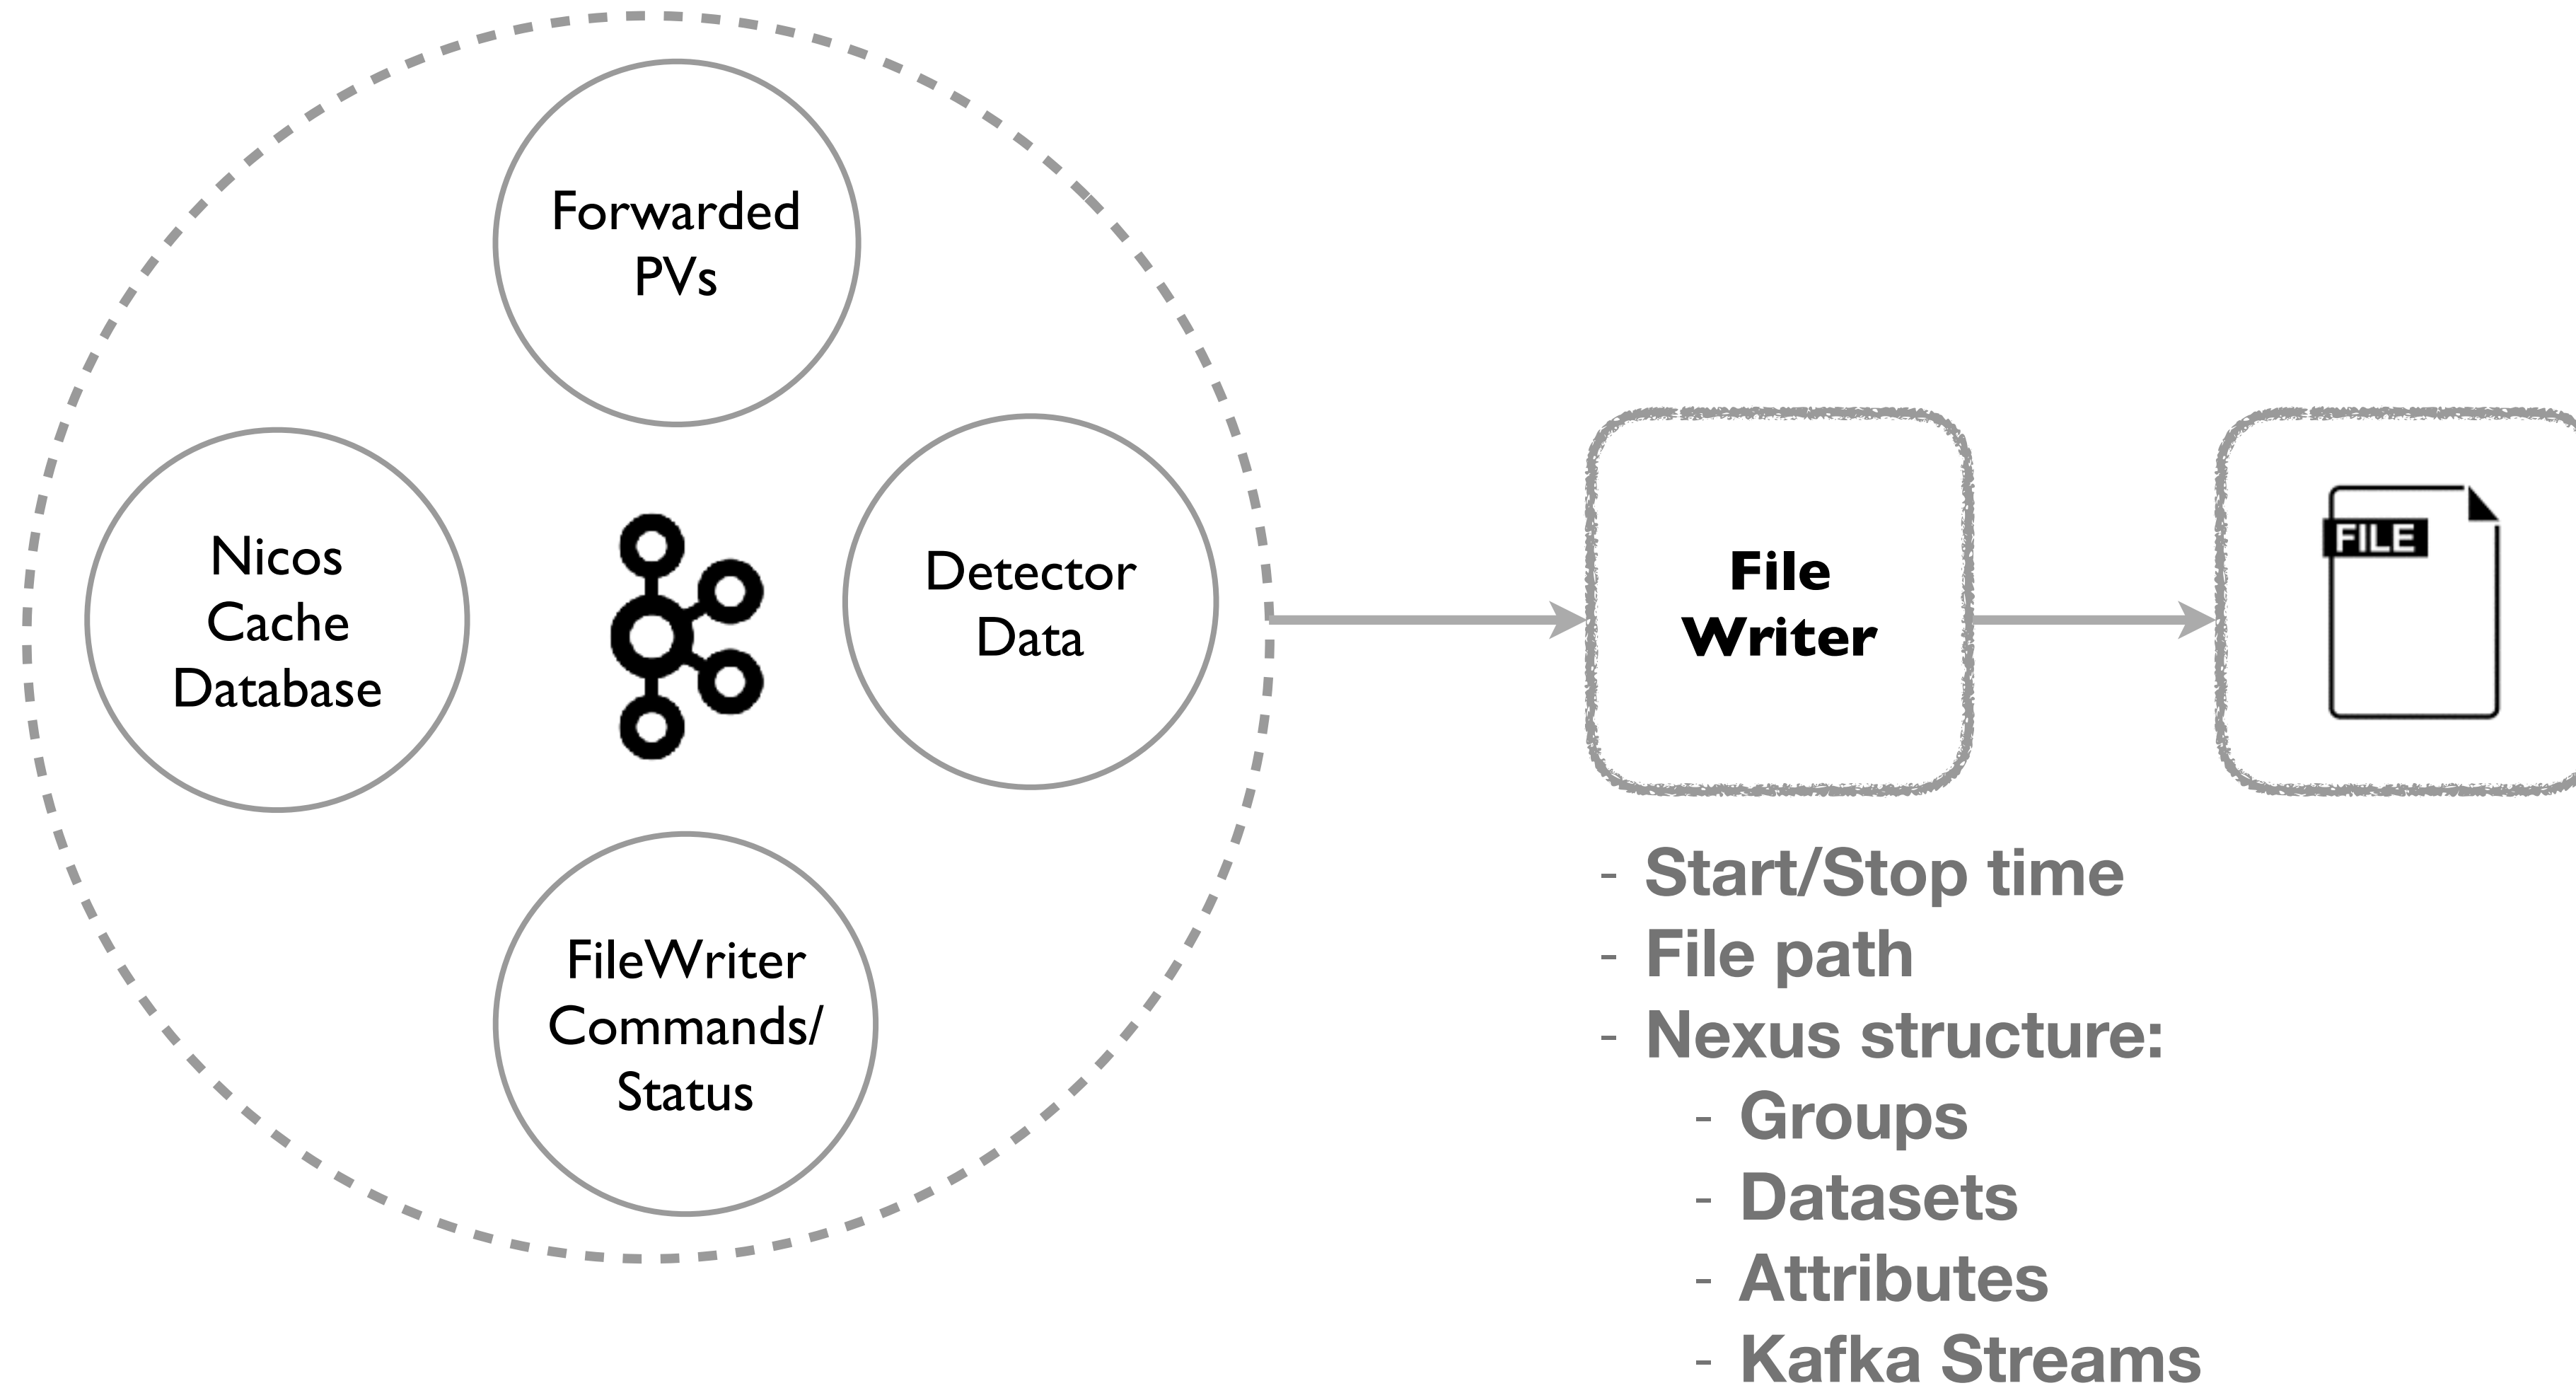 Forwarded
PVs
Nicos
Cache
Database
Detector
Data
FileWriter
Commands/
Status
File
Writer
FILE
- Start/Stop time
- File path
- Nexus structure:
- Groups
- Datasets
- Attributes
- Kafka Streams